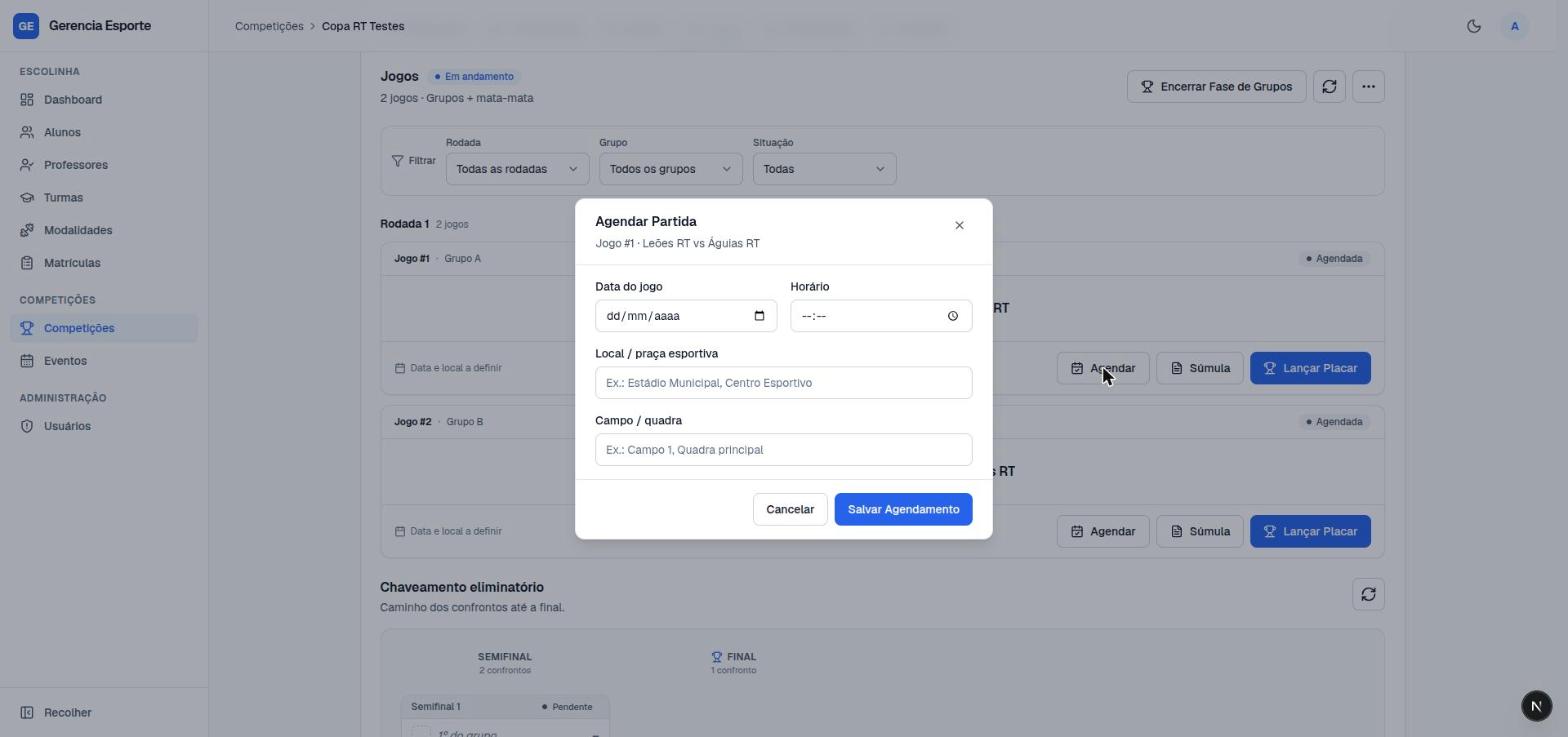 GE Gerencia Esporte
Competições > Copa RT Testes
A
ESCOLINHA
Dashboard
Alunos
Professores
Turmas
Modalidades
Matrículas
COMPETIÇÕES
Competições
Eventos
ADMINISTRAÇÃO
Usuários
Recolher
Jogos Em andamento
2 jogos · Grupos + mata-mata
Encerrar Fase de Grupos
Filtrar
Rodada Grupo Situação
Todas as rodadas Todos os grupos Todas
Rodada 1 2 jogos
Jogo #1 · Grupo A Agendada
RT
Data e local a definir Agendar Súmula Lançar Placar
Jogo #2 · Grupo B Agendada
RT
Data e local a definir Agendar Súmula Lançar Placar
Agendar Partida
Jogo #1 · Leões RT vs Águias RT
Data do jogo Horário
dd/mm/aaaa --:--
Local / praça esportiva
Ex.: Estádio Municipal, Centro Esportivo
Campo / quadra
Ex.: Campo 1, Quadra principal
Cancelar Salvar Agendamento
Chaveamento eliminatório
Caminho dos confrontos até a final.
SEMIFINAL FINAL
2 confrontos 1 confronto
Semifinal 1 Pendente
1º do grupo
N